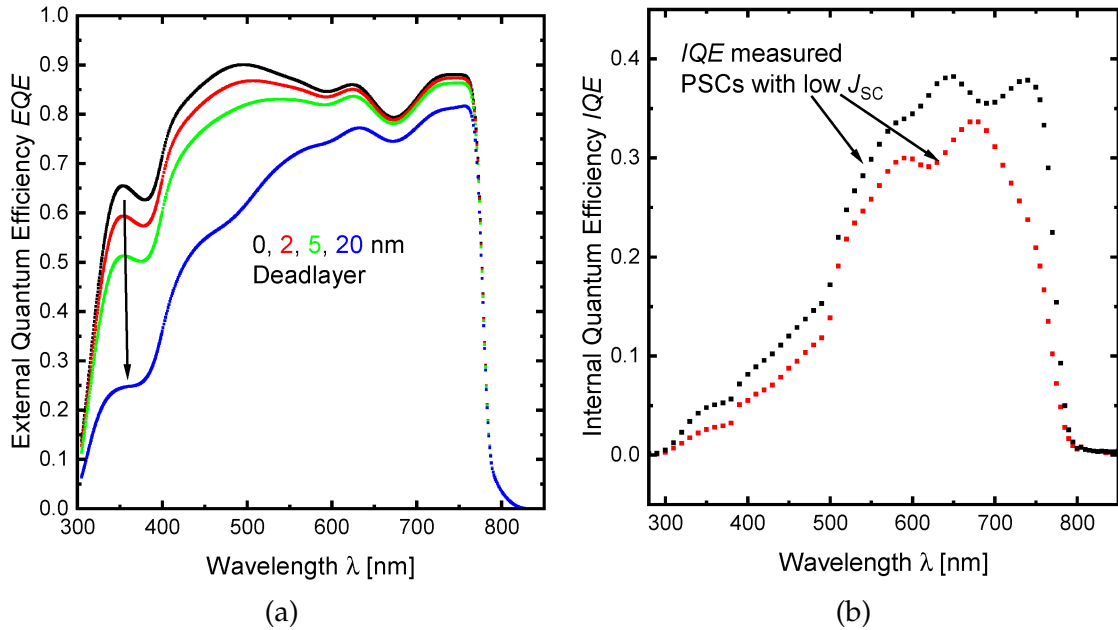 1.0
0.9
0.8
0.7
0.6
0.5
0.4
0.3
0.2
0.1
0.0
External Quantum Efficiency EQE
0, 2, 5, 20 nm
Deadlayer
300 400 500 600 700 800
Wavelength λ [nm]
(a)
0.4
0.3
0.2
0.1
0.0
Internal Quantum Efficiency IQE
IQE measured
PSCs with low JSC
300 400 500 600 700 800
Wavelength λ [nm]
(b)